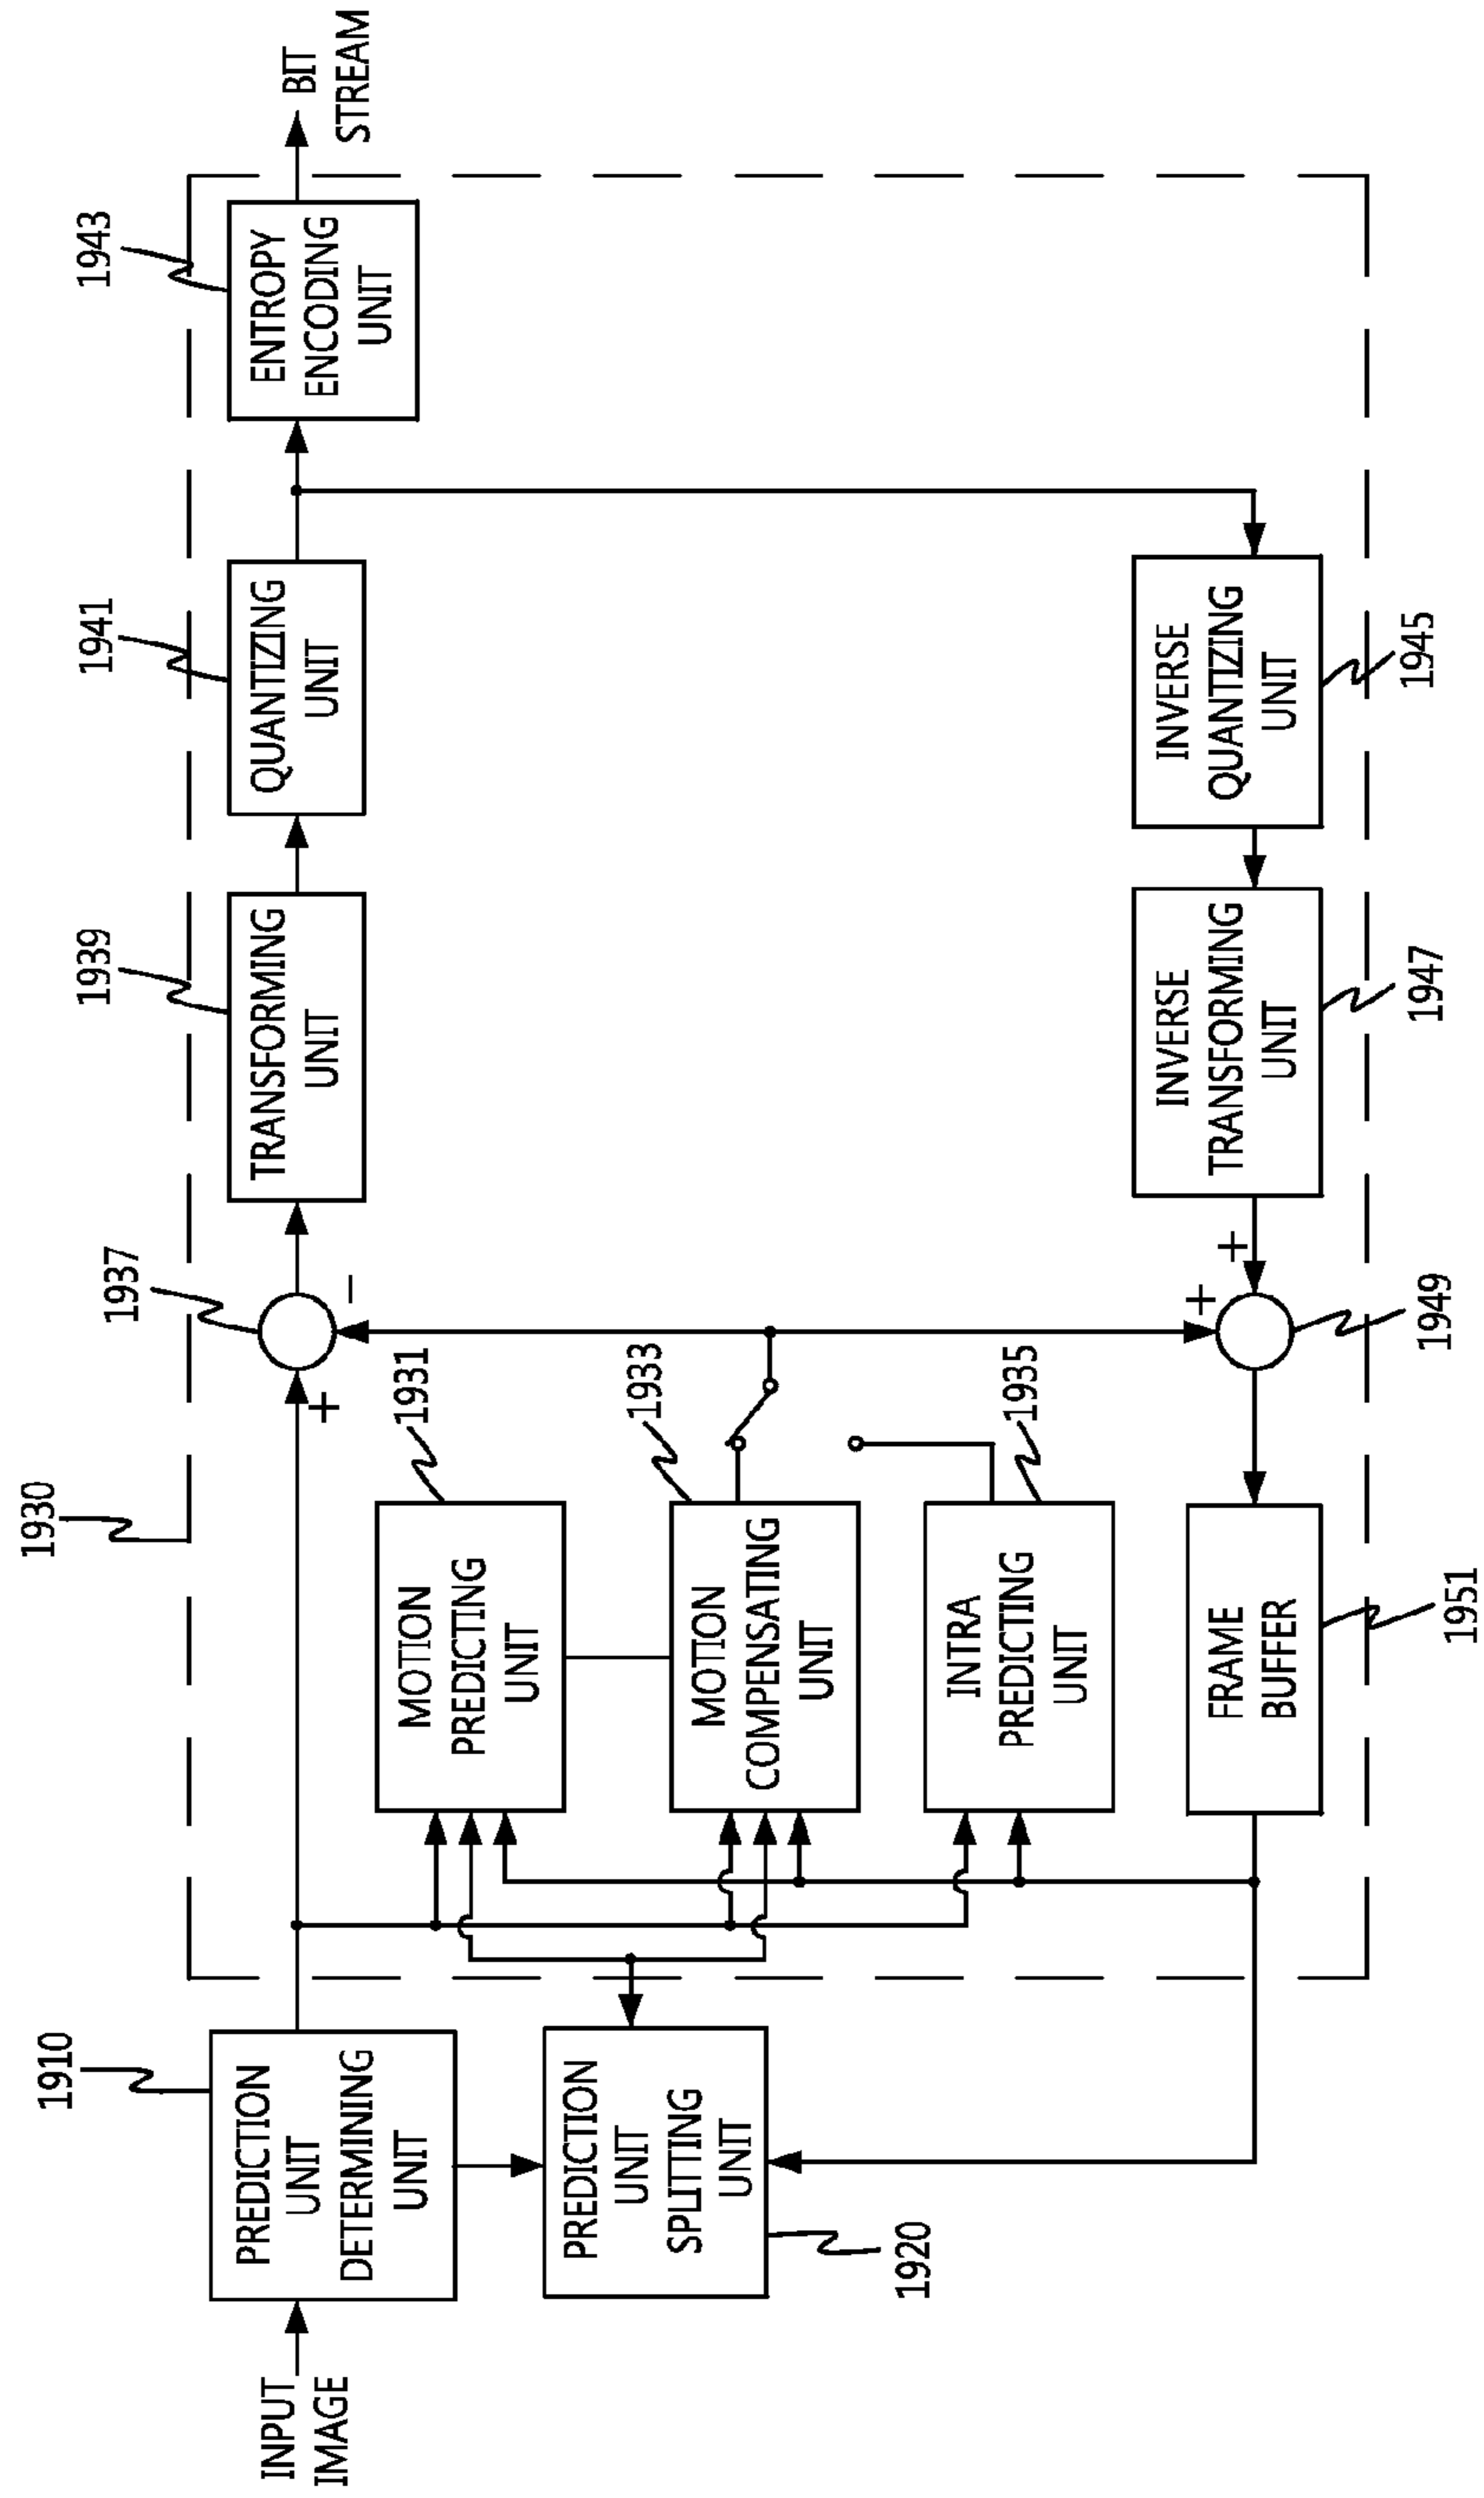 1910
1930
1937
1939
1941
1943
INPUT
IMAGE
PREDICTION
UNIT
DETERMINING
UNIT
+
−
TRANSFORMING
UNIT
QUANTIZING
UNIT
ENTROPY
ENCODING
UNIT
BIT
STREAM
1931
MOTION
PREDICTING
UNIT
PREDICTION
UNIT
SPLITTING
UNIT
1920
1933
MOTION
COMPENSATING
UNIT
1935
INTRA
PREDICTING
UNIT
FRAME
BUFFER
+
+
INVERSE
TRANSFORMING
UNIT
INVERSE
QUANTIZING
UNIT
1951
1949
1947
1945